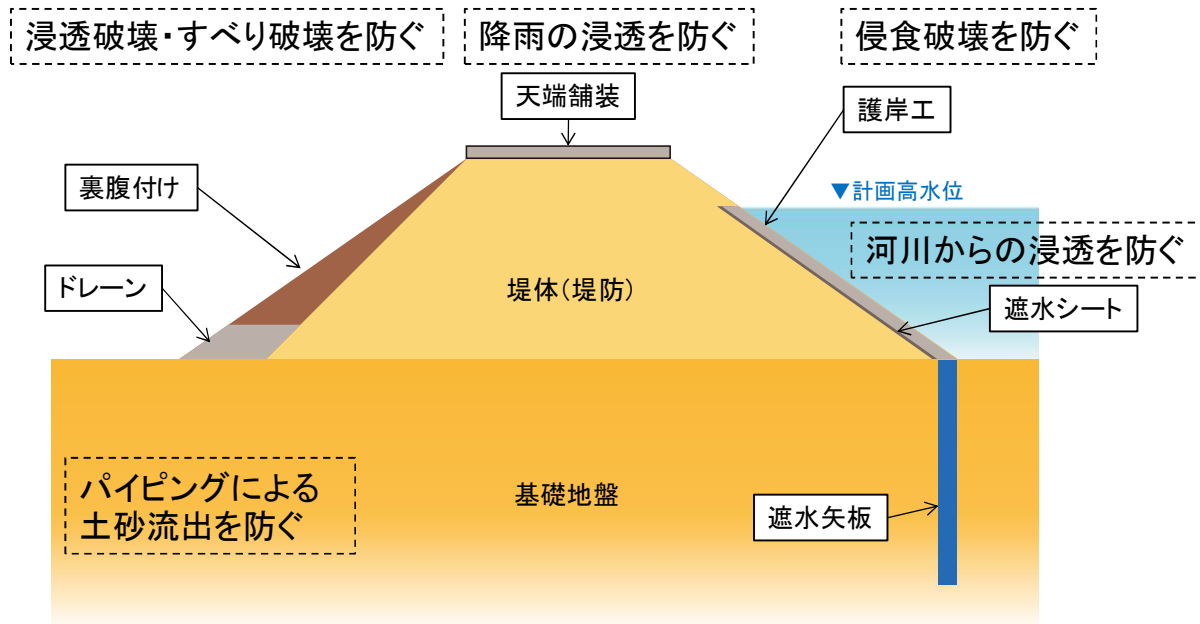 浸透破壊・すべり破壊を防ぐ
降雨の浸透を防ぐ
侵食破壊を防ぐ
天端舗装
護岸工
裏腹付け
▼計画高水位
河川からの浸透を防ぐ
ドレーン
堤体(堤防)
遮水シート
パイピングによる
土砂流出を防ぐ
基礎地盤
遮水矢板